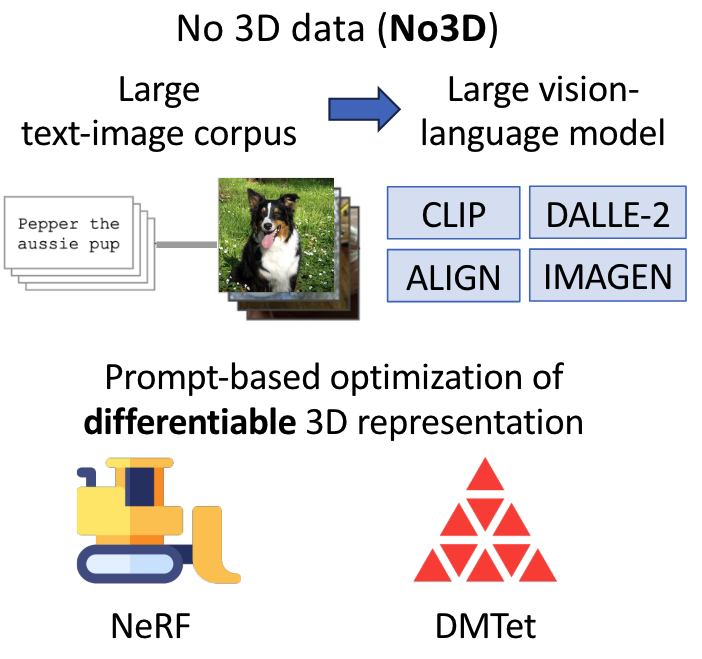 No 3D data (No3D)
Large
text-image corpus
Large vision-
language model
Pepper the
aussie pup
CLIP
DALLE-2
ALIGN
IMAGEN
Prompt-based optimization of
differentiable 3D representation
NeRF
DMTet